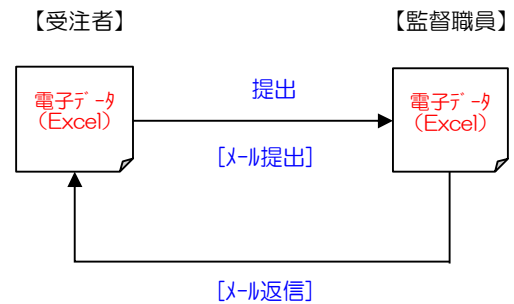 【受注者】
【監督職員】
電子ﾃﾞｰﾀ
(Excel)
提出
[ﾒｰﾙ提出]
電子ﾃﾞｰﾀ
(Excel)
[ﾒｰﾙ返信]